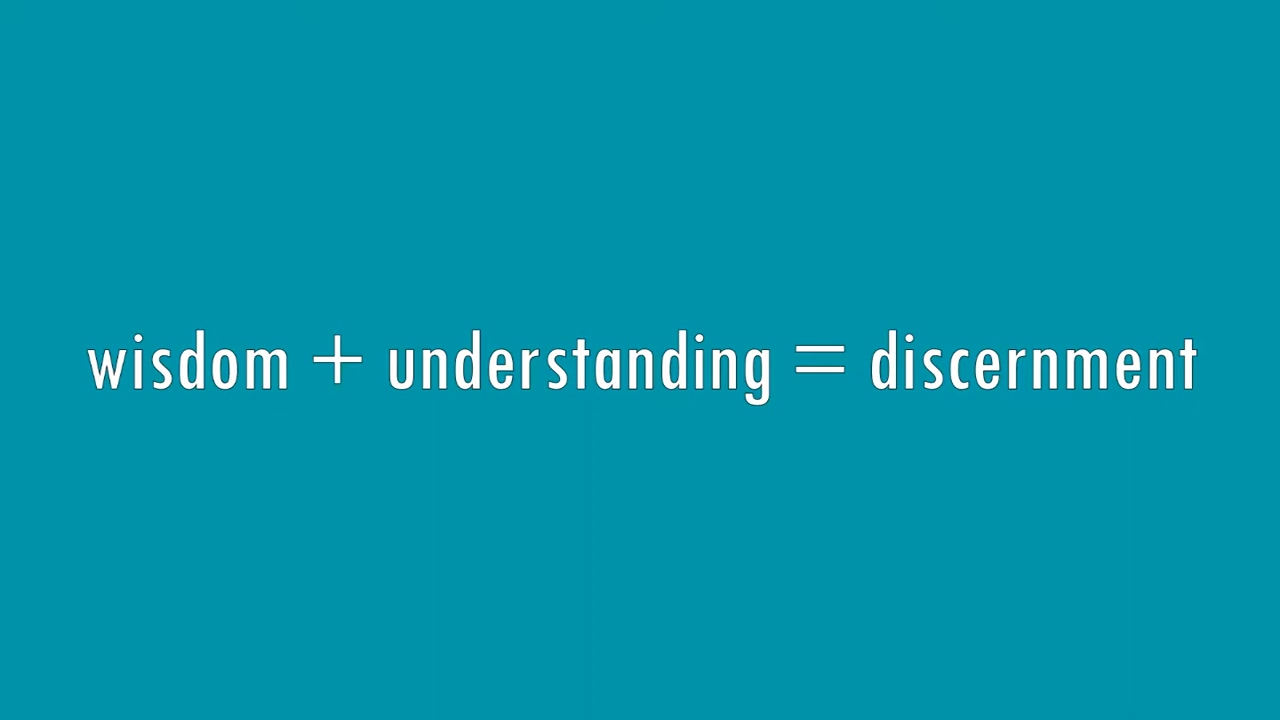 wisdom + understanding = discernment